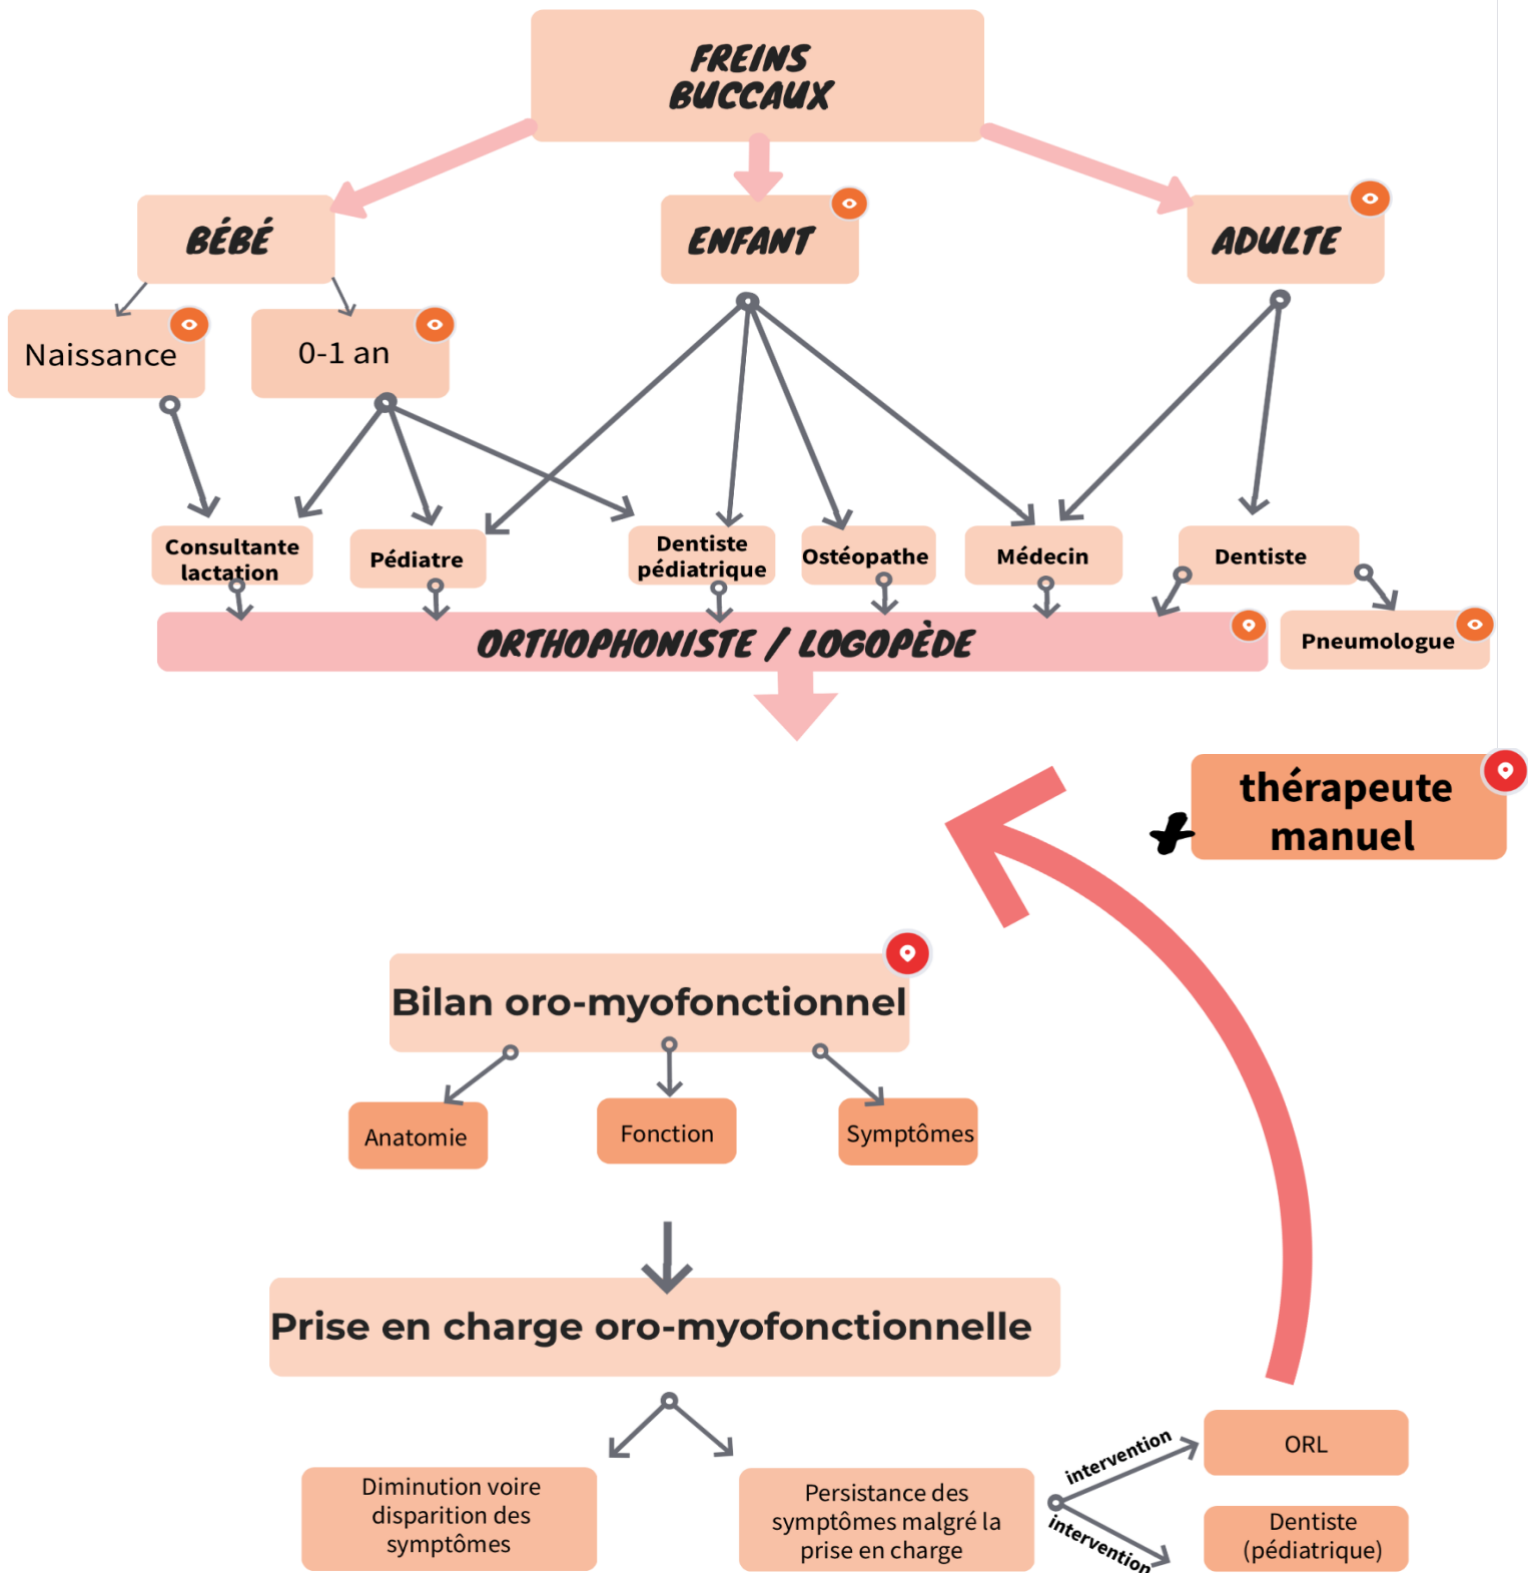 FREINS
BUCCAUX
BÉBÉ
ENFANT
ADULTE
Naissance
0-1 an
Consultante
lactation
Pédiatre
Dentiste
pédiatrique
Ostéopathe
Médecin
Dentiste
ORTHOPHONISTE / LOGOPÈDE
Pneumologue
+
thérapeute
manuel
Bilan oro-myofonctionnel
Anatomie
Fonction
Symptômes
Prise en charge oro-myofonctionnelle
Diminution voire
disparition des
symptômes
Persistance des
symptômes malgré la
prise en charge
intervention
intervention
ORL
Dentiste
(pédiatrique)